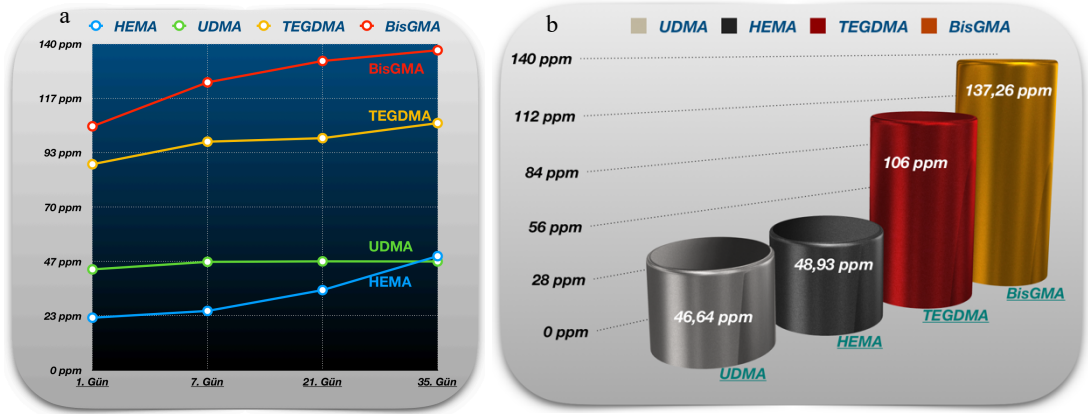 a
HEMA UDMA TEGDMA BisGMA
140 ppm
117 ppm
93 ppm
70 ppm
47 ppm
23 ppm
0 ppm
BisGMA
TEGDMA
UDMA
HEMA
1. Gün 7. Gün 21. Gün 35. Gün
b
UDMA HEMA TEGDMA BisGMA
140 ppm
112 ppm
84 ppm
56 ppm
28 ppm
0 ppm
137,26 ppm
106 ppm
48,93 ppm
46,64 ppm
BisGMA
TEGDMA
HEMA
UDMA